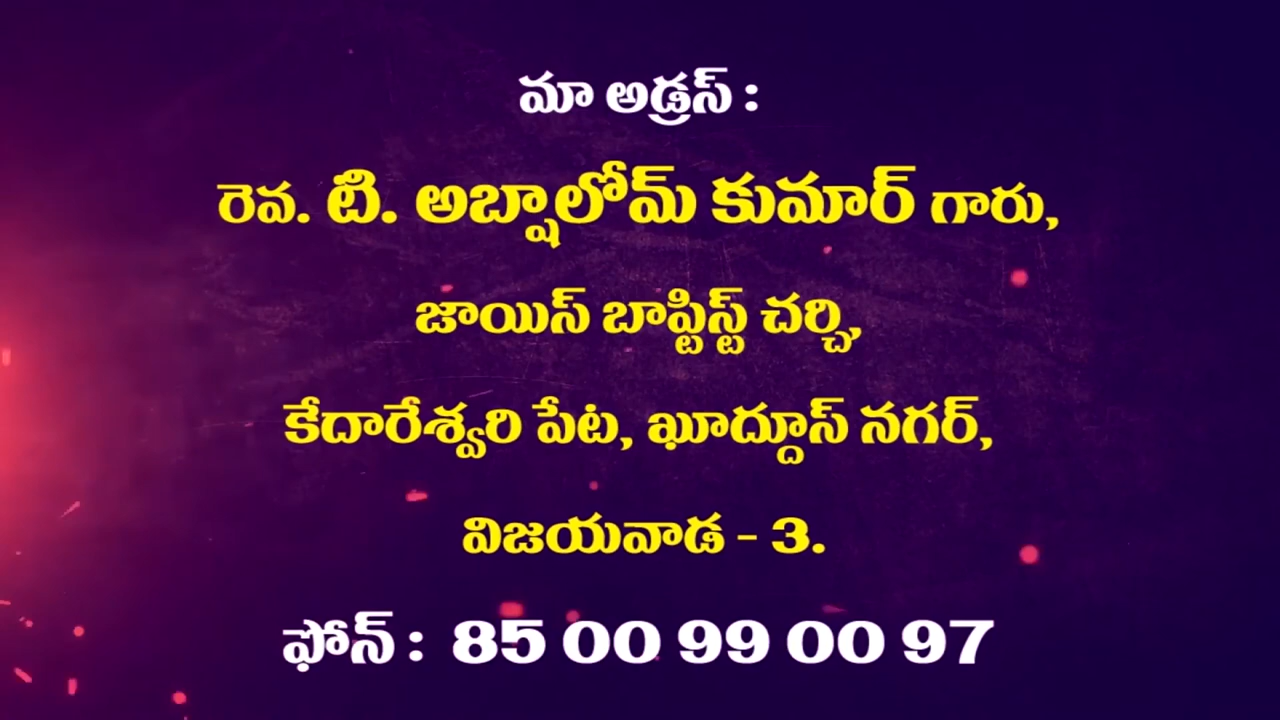 మా అడ్రస్ :
రెవ. టి. అబ్షాలోమ్ కుమార్ గారు,
జాయిస్ బాప్టిస్ట్ చర్చి,
కేదారేశ్వరి పేట, ఖూద్దూస్ నగర్,
విజయవాడ - 3.
ఫోన్ : 85 00 99 00 97